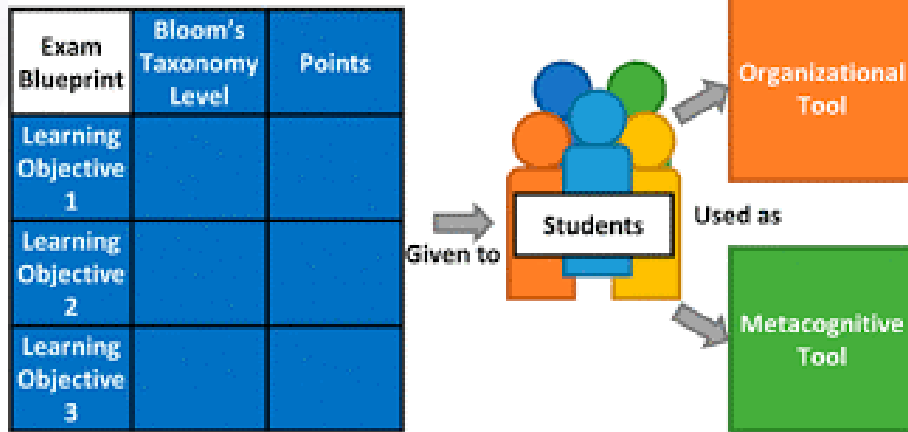 Exam
Blueprint
Bloom's
Taxonomy
Level
Points
Learning
Objective
1
Learning
Objective
2
Learning
Objective
3
Given to
Students
Used as
Organizational
Tool
Metacognitive
Tool